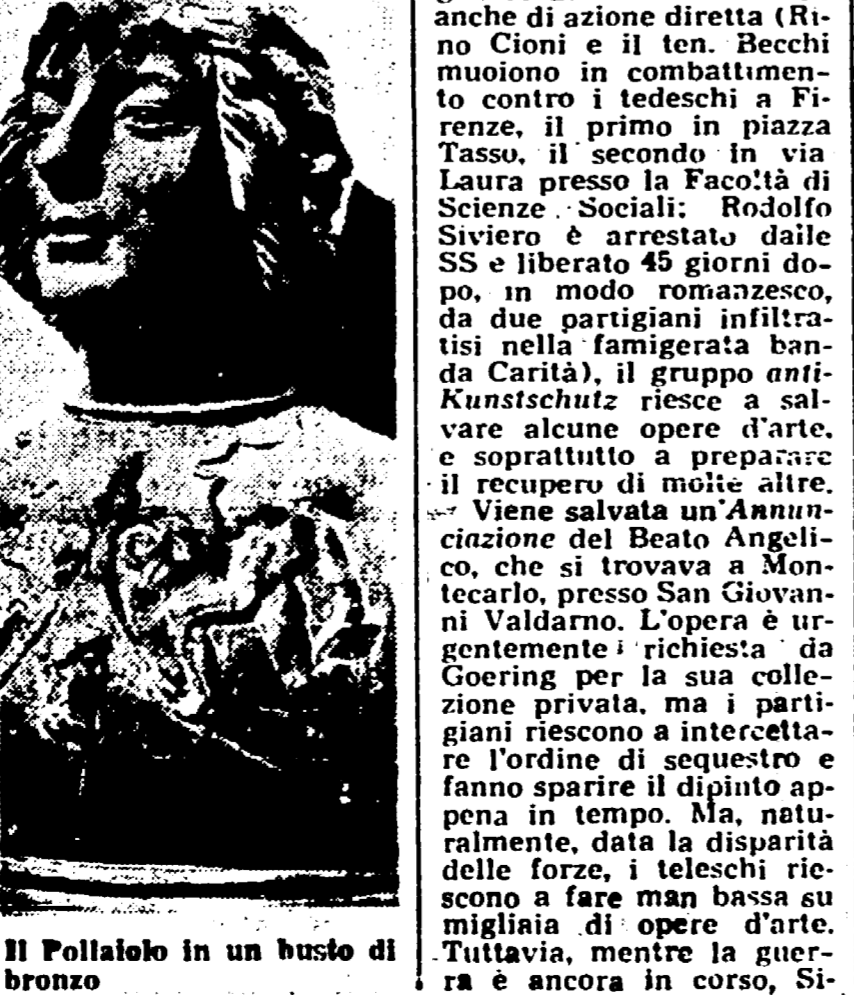 anche di azione diretta (Ri-
no Cioni e il ten. Becchi
muoiono in combattimen-
to contro i tedeschi a Fi-
renze, il primo in piazza
Tasso, il secondo in via
Laura presso la Facoltà di
Scienze Sociali; Rodolfo
Siviero è arrestato dalle
SS e liberato 45 giorni do-
po, in modo romanzesco,
da due partigiani infiltra-
tisi nella famigerata ban-
da Carità), il gruppo anti-
Kunstschutz riesce a sal-
vare alcune opere d'arte,
e soprattutto a preparare
il recupero di molte altre.
Viene salvata un'Annun-
ciazione del Beato Angeli-
co, che si trovava a Mon-
tecarlo, presso San Giovan-
ni Valdarno. L'opera è ur-
gentemente richiesta da
Goering per la sua colle-
zione privata, ma i parti-
giani riescono a intercetta-
re l'ordine di sequestro e
fanno sparire il dipinto ap-
pena in tempo. Ma, natu-
ralmente, data la disparità
delle forze, i teleschi rie-
scono a fare man bassa su
migliaia di opere d'arte.
Tuttavia, mentre la guer-
ra è ancora in corso, Si-
Il Pollaiolo in un busto di
bronzo